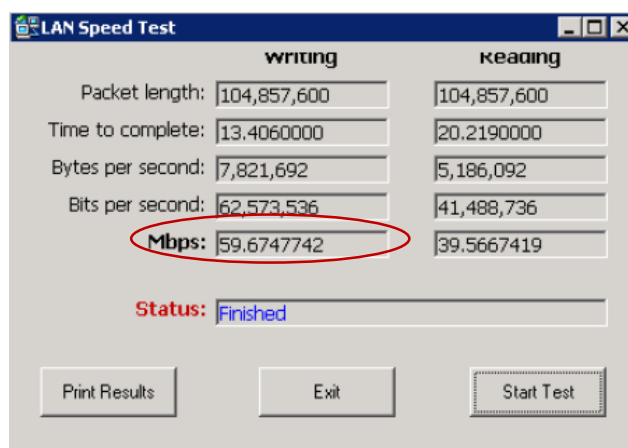 LAN Speed Test
Writing Reading
Packet length: 104,857,600 104,857,600
Time to complete: 13.4060000 20.2190000
Bytes per second: 7,821,692 5,186,092
Bits per second: 62,573,536 41,488,736
Mbps: 59.6747742 39.5667419
Status: Finished
Print Results Exit Start Test